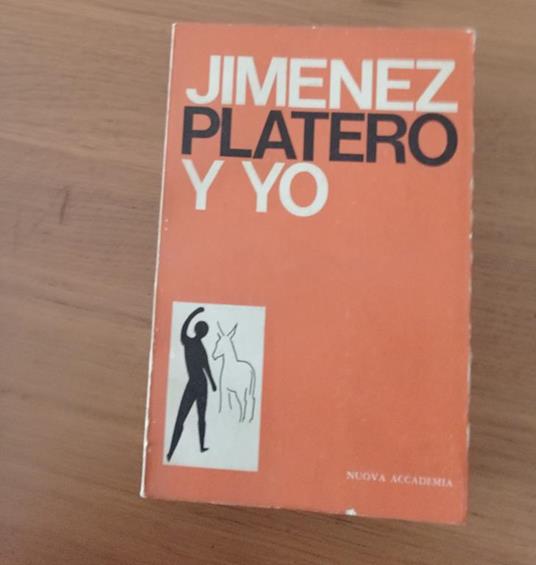 JIMENEZ
PLATERO
Y YO
NUOVA ACCADEMIA